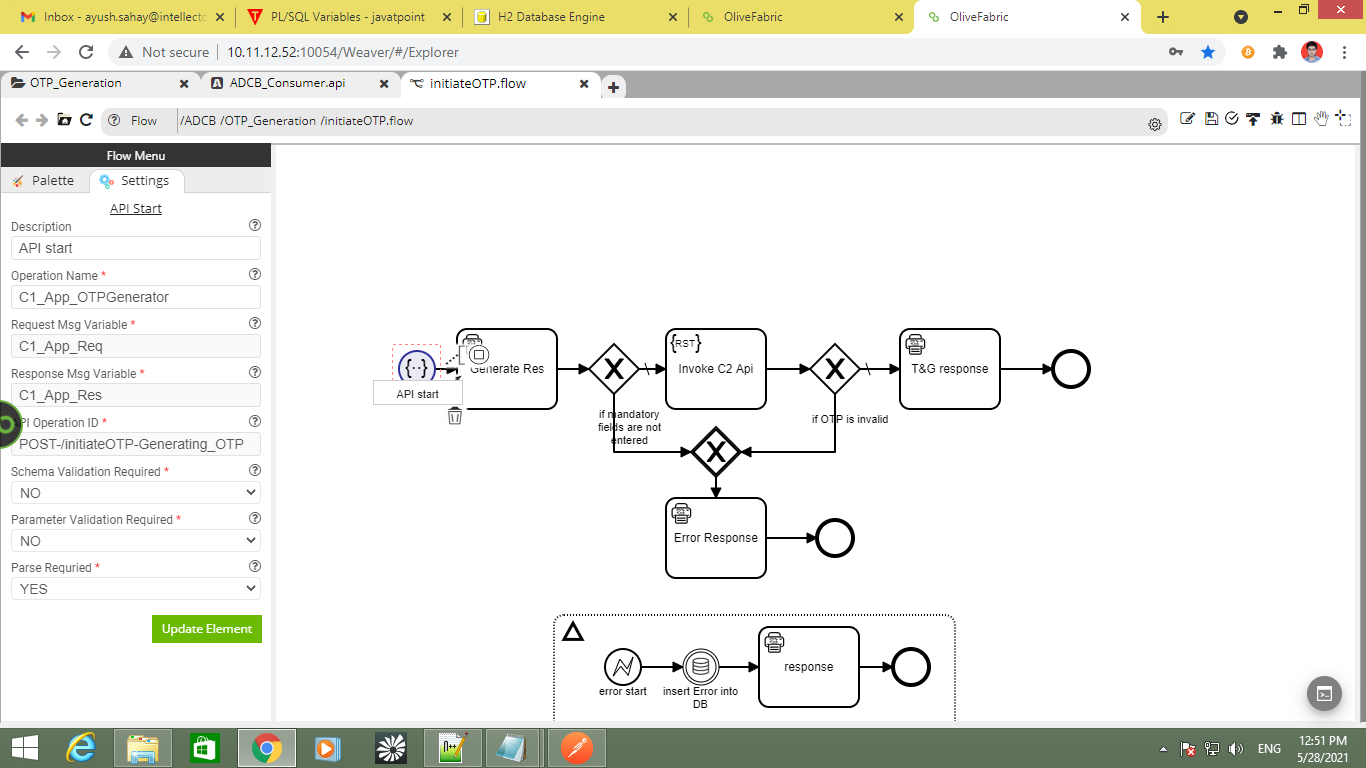 Inbox - ayush.sahay@intellect
PL/SQL Variables - javatpoint
H2 Database Engine
OliveFabric
OliveFabric
Not secure
10.11.12.52:10054/Weaver/#/Explorer
OTP_Generation
ADCB_Consumer.api
initiateOTP.flow
Flow
/ADCB /OTP_Generation /initiateOTP.flow
Flow Menu
Palette
Settings
API Start
Description
API start
Operation Name *
C1_App_OTPGenerator
Request Msg Variable *
C1_App_Req
Response Msg Variable *
C1_App_Res
API Operation ID *
POST-/initiateOTP-Generating_OTP
Schema Validation Required *
NO
Parameter Validation Required *
NO
Parse Requried *
YES
Update Element
API start
Generate Res
if mandatory
fields are not
entered
{RST}
Invoke C2 Api
if OTP is invalid
T&G response
Error Response
error start
insert Error into
DB
response
ENG
12:51 PM
5/28/2021